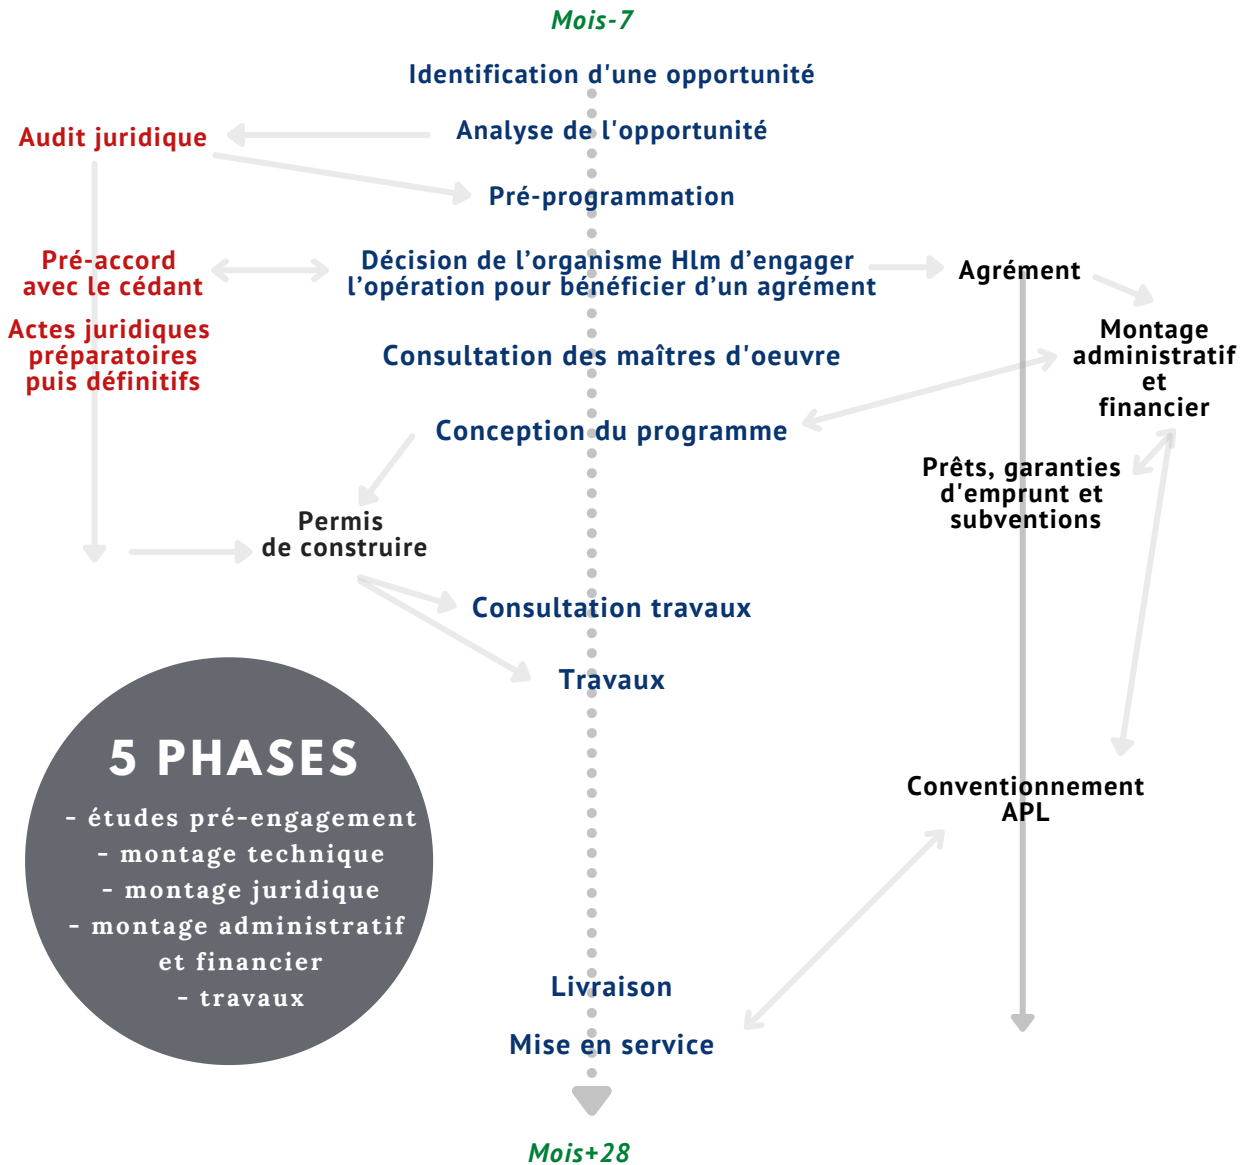 Mois-7
Identification d'une opportunité
Audit juridique
Analyse de l'opportunité
Pré-programmation
Pré-accord
avec le cédant
Décision de l’organisme Hlm d’engager
l’opération pour bénéficier d’un agrément
Agrément
Actes juridiques
préparatoires
puis définitifs
Consultation des maîtres d'oeuvre
Montage
administratif
et
financier
Conception du programme
Prêts, garanties
d'emprunt et
subventions
Permis
de construire
Consultation travaux
Travaux
5 PHASES
- études pré-engagement
- montage technique
- montage juridique
- montage administratif
et financier
- travaux
Conventionnement
APL
Livraison
Mise en service
Mois+28